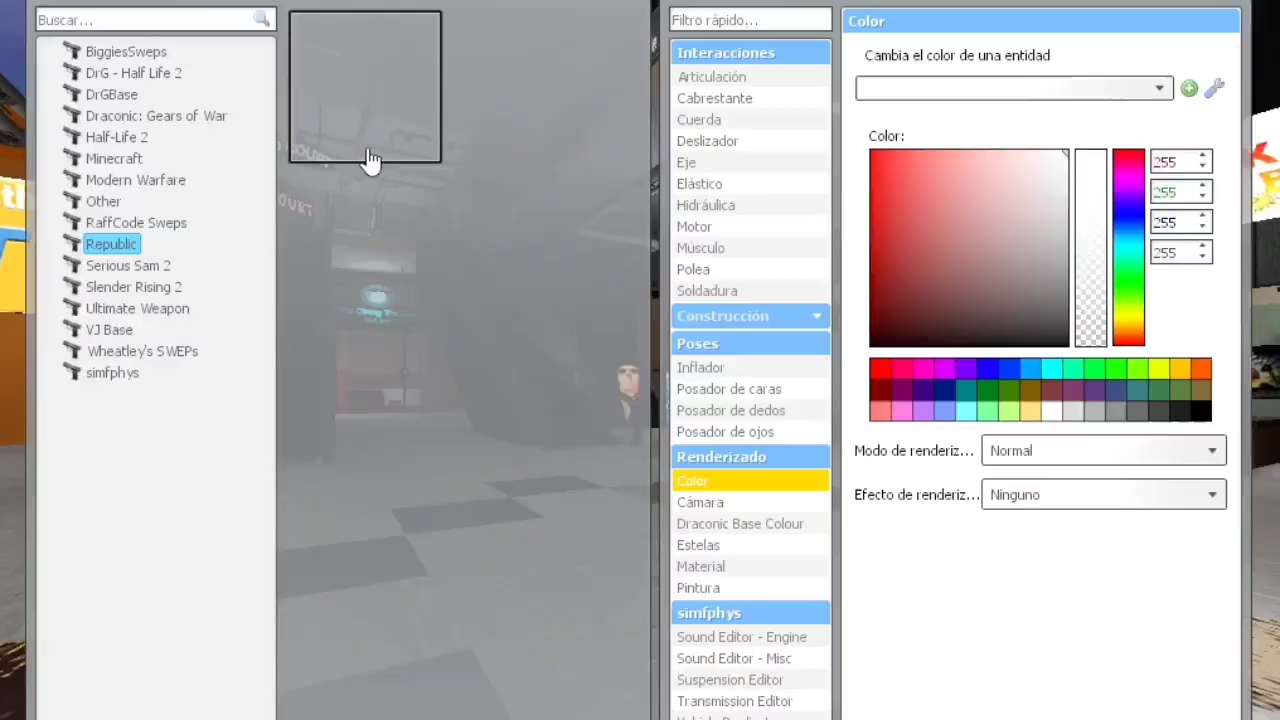 Buscar...
BiggiesSweps
DrG - Half Life 2
DrGBase
Draconic: Gears of War
Half-Life 2
Minecraft
Modern Warfare
Other
RaffCode Sweps
Republic
Serious Sam 2
Slender Rising 2
Ultimate Weapon
VJ Base
Wheatley's SWEPs
simfphys
Filtro rápido...
Interacciones
Articulación
Cabrestante
Cuerda
Deslizador
Eje
Elástico
Hidráulica
Motor
Músculo
Polea
Soldadura
Construcción
Poses
Inflador
Posador de caras
Posador de dedos
Posador de ojos
Renderizado
Color
Cámara
Draconic Base Colour
Estelas
Material
Pintura
simfphys
Sound Editor - Engine
Sound Editor - Misc
Suspension Editor
Transmission Editor
Color
Cambia el color de una entidad
Color:
255
255
255
255
Modo de renderiz... Normal
Efecto de renderiz... Ninguno